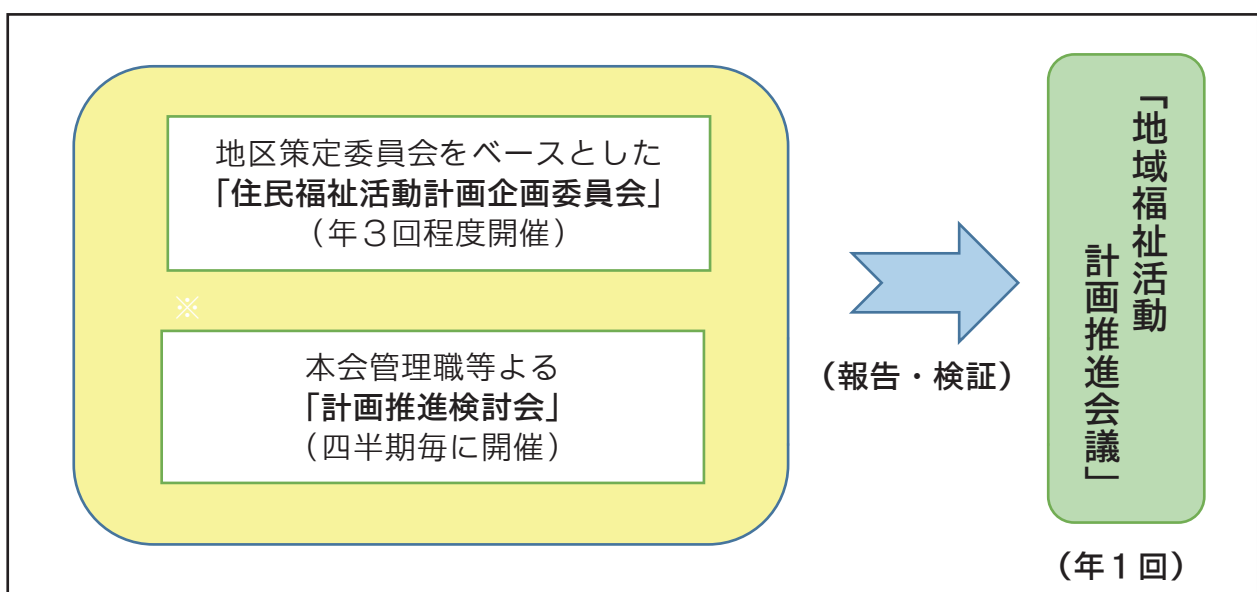 地区策定委員会をベースとした
「住民福祉活動計画企画委員会」
（年３回程度開催）
※
本会管理職等よる
「計画推進検討会」
（四半期毎に開催）
（報告・検証）
「地域福祉活動
計画推進会議」
（年１回）